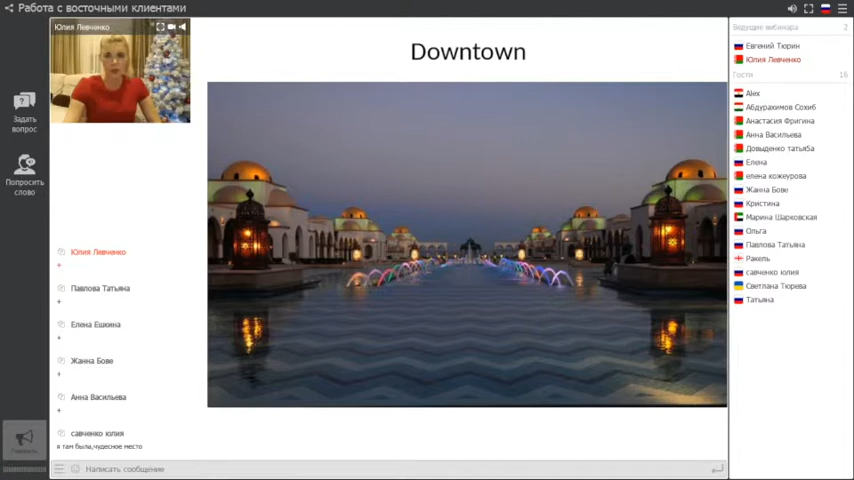 Работа с восточными клиентами
Юлия Левченко
Задать
вопрос
Попросить
слово
Downtown
Юлия Левченко
+
Павлова Татьяна
+
Елена Ешкина
+
Жанна Бове
+
Анна Васильева
+
савченко юлия
я там была,чудесное место
Написать сообщение
Ведущие вебинара 2
Евгений Тюрин
Юлия Левченко
Гости 16
Alex
Абдурахимов Сохиб
Анастасия Фригина
Анна Васильева
Довыденко татьяба
Елена
елена кожеурова
Жанна Бове
Кристина
Марина Шарковская
Ольга
Павлова Татьяна
Ракель
савченко юлия
Светлана Тюрева
Татьяна